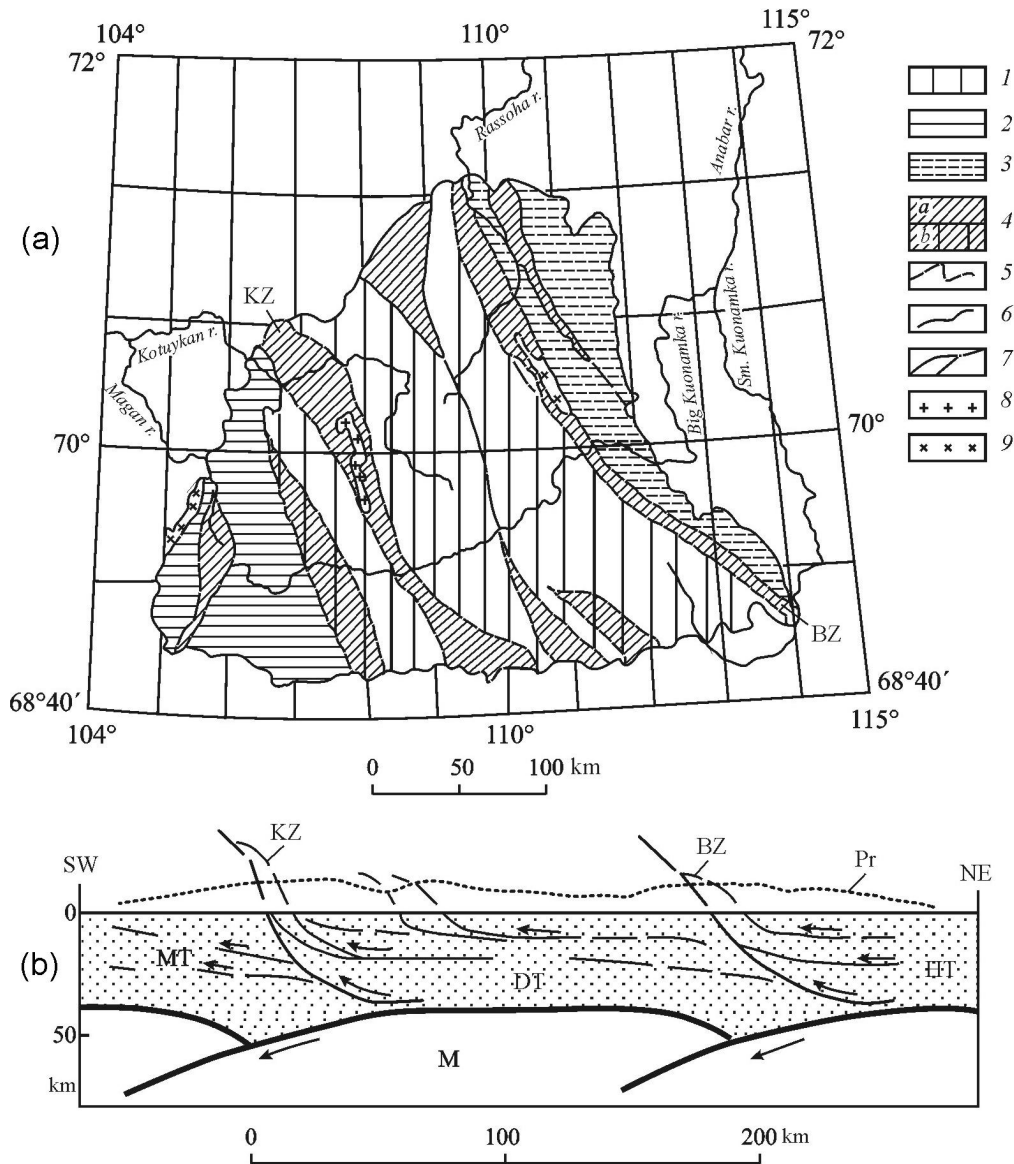 (a)
104°
110°
115°
72°
72°
Rassoha r.
Anabar r.
KZ
Kotuykan r.
Magan r.
Big Kuonamka r.
Sm. Kuonamka r.
70°
70°
BZ
68°40′
68°40′
104°
110°
115°
1
2
3
a
b
4
5
6
7
8
9
0 50 100 km
KZ
BZ
Pr
SW
NE
0
(b)
MT
DT
HT
50
M
km
0 100 200 km